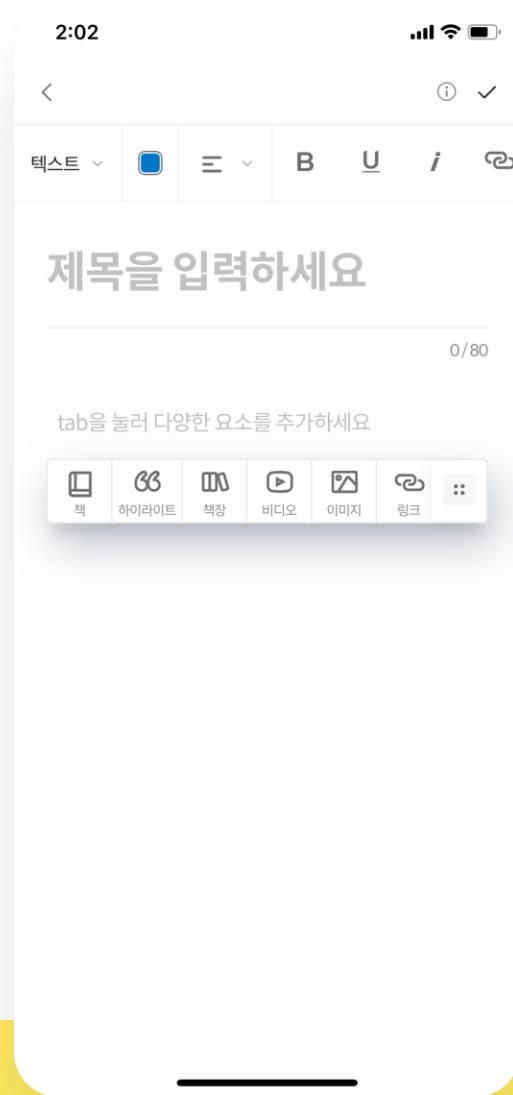 2:02
텍스트 B U i
제목을 입력하세요
0/80
tab을 눌러 다양한 요소를 추가하세요
책 하이라이트 책장 비디오 이미지 링크